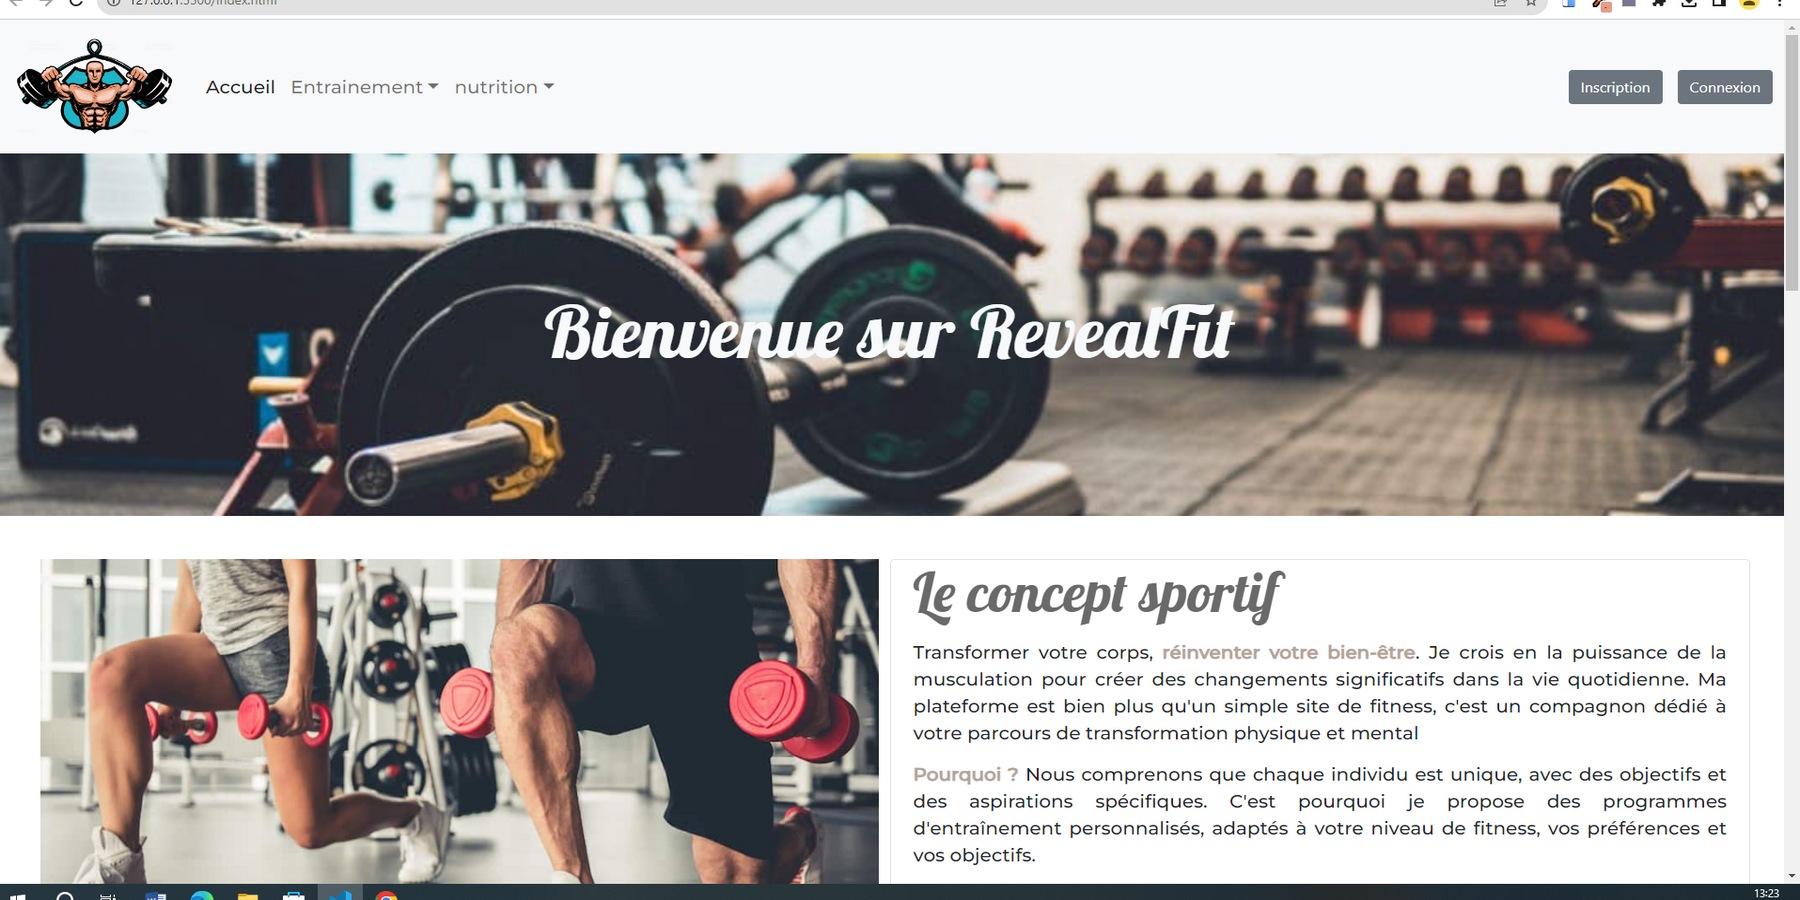 127.0.0.1:5500/index.html
Accueil Entrainement nutrition
Inscription Connexion
Bienvenue sur RevealFit
Le concept sportif
Transformer votre corps, réinventer votre bien-être. Je crois en la puissance de la
musculation pour créer des changements significatifs dans la vie quotidienne. Ma
plateforme est bien plus qu'un simple site de fitness, c'est un compagnon dédié à
votre parcours de transformation physique et mental
Pourquoi ? Nous comprenons que chaque individu est unique, avec des objectifs et
des aspirations spécifiques. C'est pourquoi je propose des programmes
d'entraînement personnalisés, adaptés à votre niveau de fitness, vos préférences et
vos objectifs.
13:23